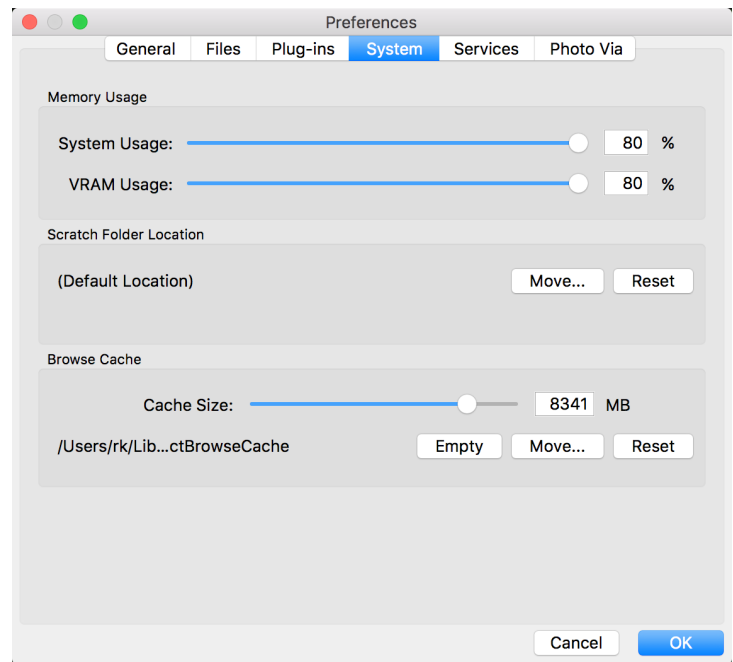 Preferences
General Files Plug-ins System Services Photo Via
Memory Usage
System Usage: 80 %
VRAM Usage: 80 %
Scratch Folder Location
(Default Location) Move... Reset
Browse Cache
Cache Size: 8341 MB
/Users/rk/Lib...ctBrowseCache Empty Move... Reset
Cancel OK